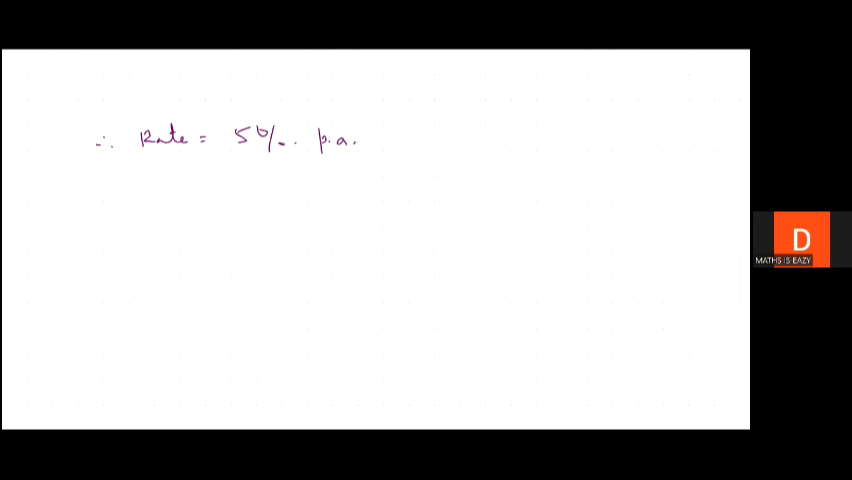 ∴ Rate = 5%. p.a.
D
MATHS IS EAZY